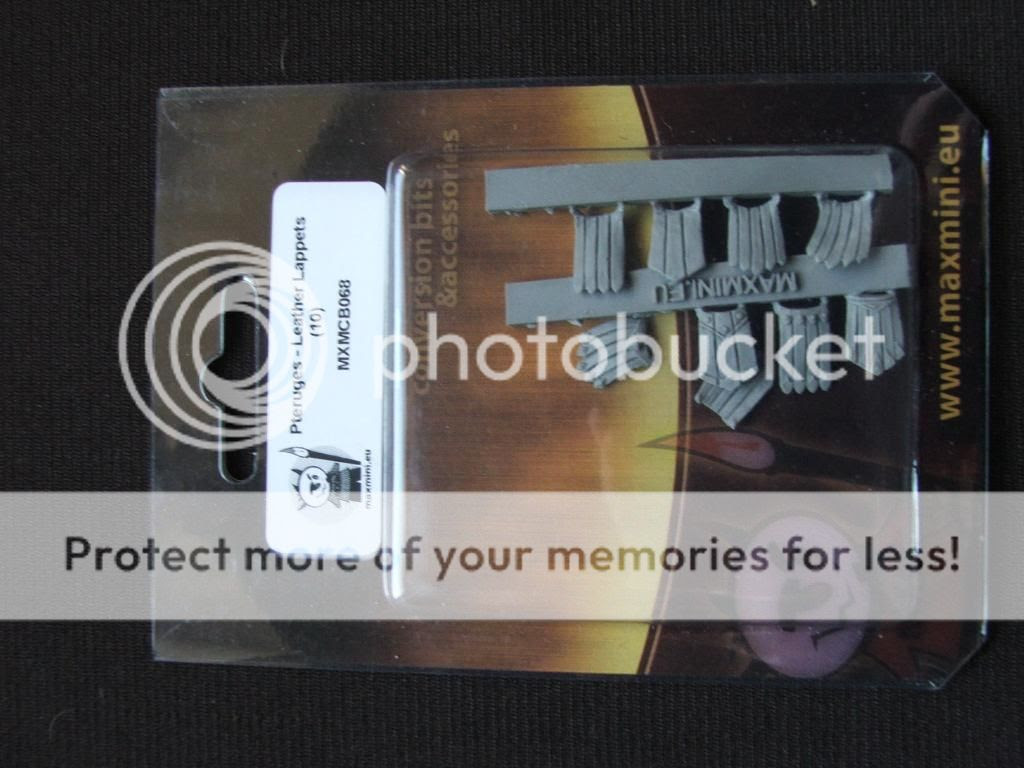 Pteruges - Leather Lappets
(10)
MXMCB068
maxmini.eu
conversion bits
&accessories
MAXMINI.EU
www.maxmini.eu
photobucket
Protect more of your memories for less!